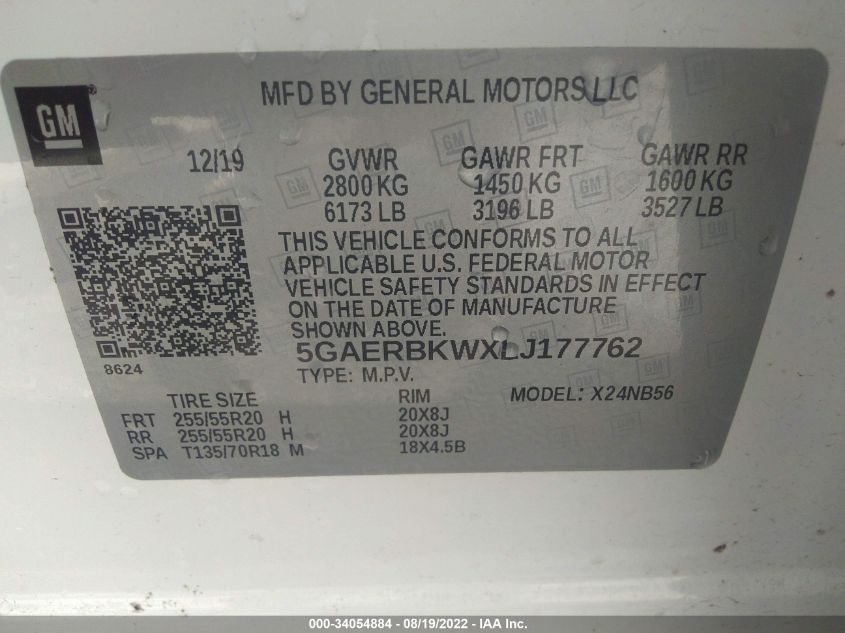 GM
MFD BY GENERAL MOTORS LLC
12/19 GVWR GAWR FRT GAWR RR
2800 KG 1450 KG 1600 KG
6173 LB 3196 LB 3527 LB
THIS VEHICLE CONFORMS TO ALL
APPLICABLE U.S. FEDERAL MOTOR
VEHICLE SAFETY STANDARDS IN EFFECT
ON THE DATE OF MANUFACTURE
SHOWN ABOVE.
8624
5GAERBKWXLJ177762
TYPE: M.P.V. MODEL: X24NB56
TIRE SIZE RIM
FRT 255/55R20 H 20X8J
RR 255/55R20 H 20X8J
SPA T135/70R18 M 18X4.5B
000-34054884 - 08/19/2022 - IAA Inc.